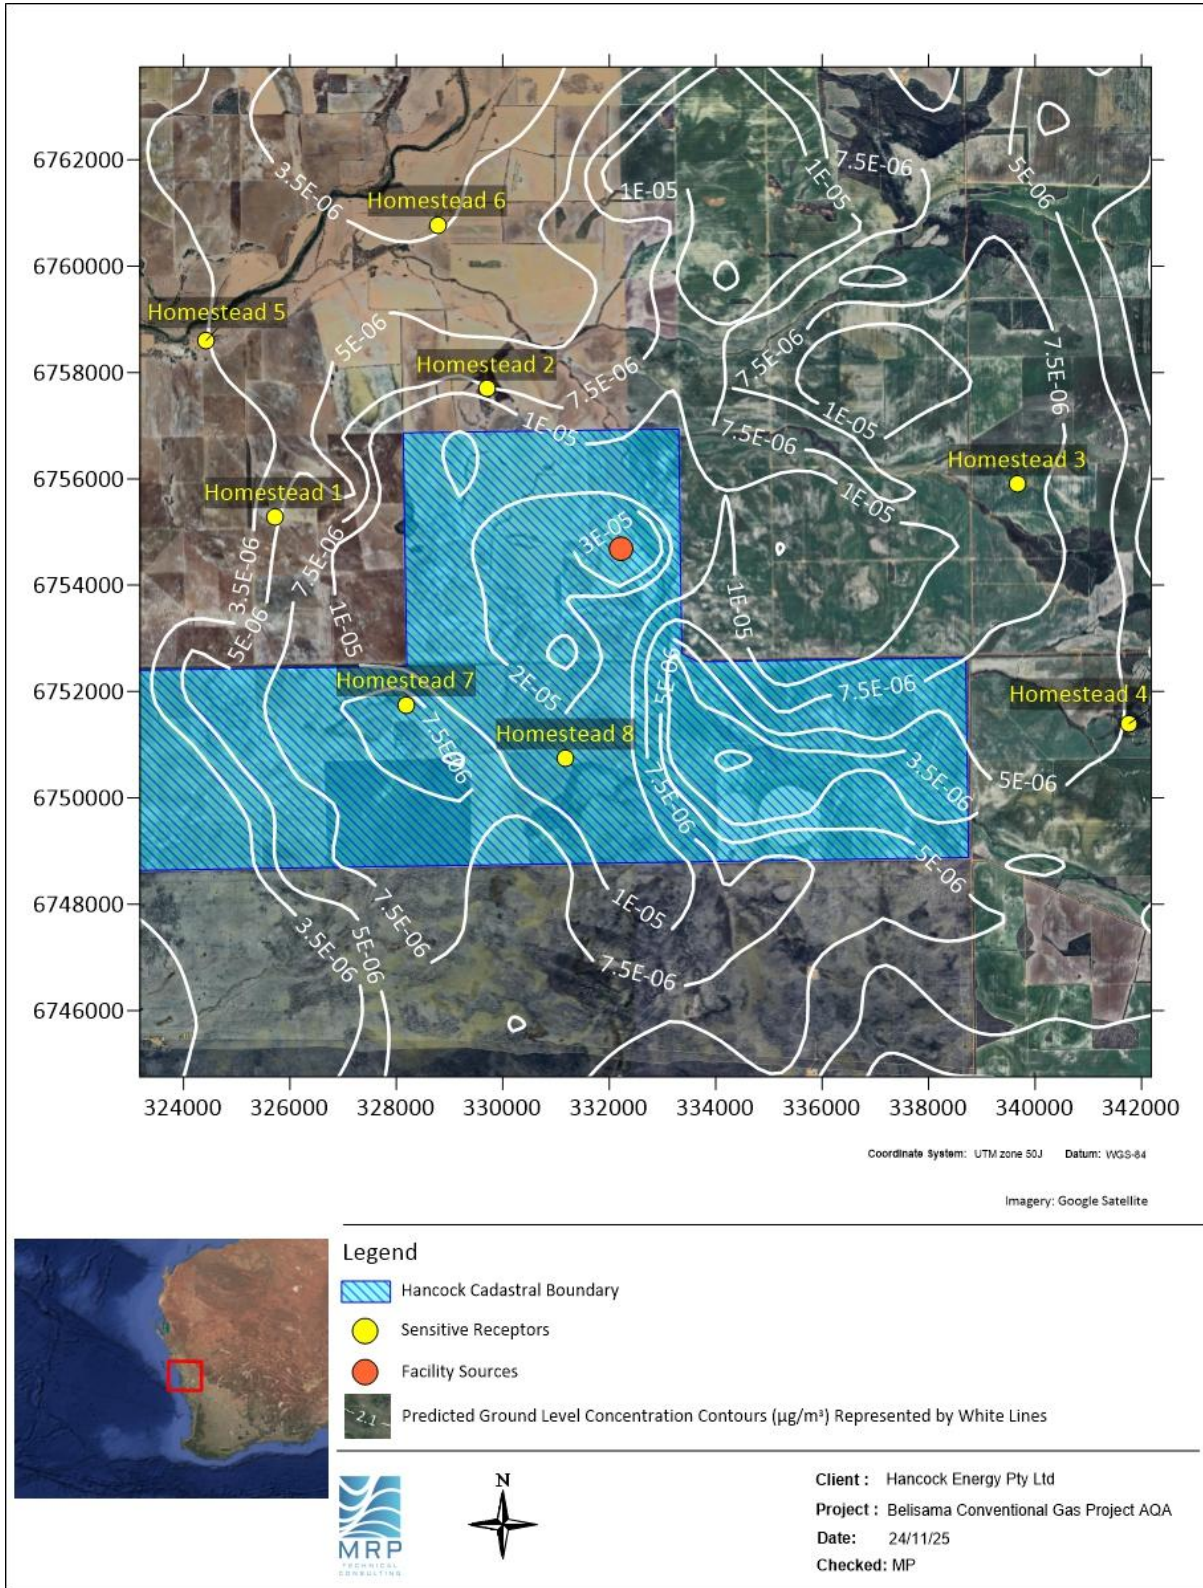 6762000
6760000
6758000
6756000
6754000
6752000
6750000
6748000
6746000
324000 326000 328000 330000 332000 334000 336000 338000 340000 342000
3.5E-06
Homestead 6
1E-05
1E-05
7.5E-06
5E-06
Homestead 5
5E-06
Homestead 2
7.5E-06
1E-05
7.5E-06
1E-05
7.5E-06
7.5E-06
Homestead 3
1E-05
Homestead 1
3.5E-06
7.5E-06
3E-05
5E-06
1E-05
1E-05
Homestead 7
7.5E-06
2E-05
Homestead 8
5E-06
7.5E-06
Homestead 4
7.5E-06
3.5E-06
5E-06
5E-06
3.5E-06
5E-06
7.5E-06
1E-05
7.5E-06
Coordinate System: UTM zone 50J Datum: WGS-84
Imagery: Google Satellite
Legend
Hancock Cadastral Boundary
Sensitive Receptors
Facility Sources
2.1
Predicted Ground Level Concentration Contours (µg/m³) Represented by White Lines
MRP
TECHNICAL
CONSULTING
N
Client : Hancock Energy Pty Ltd
Project : Belisama Conventional Gas Project AQA
Date: 24/11/25
Checked: MP